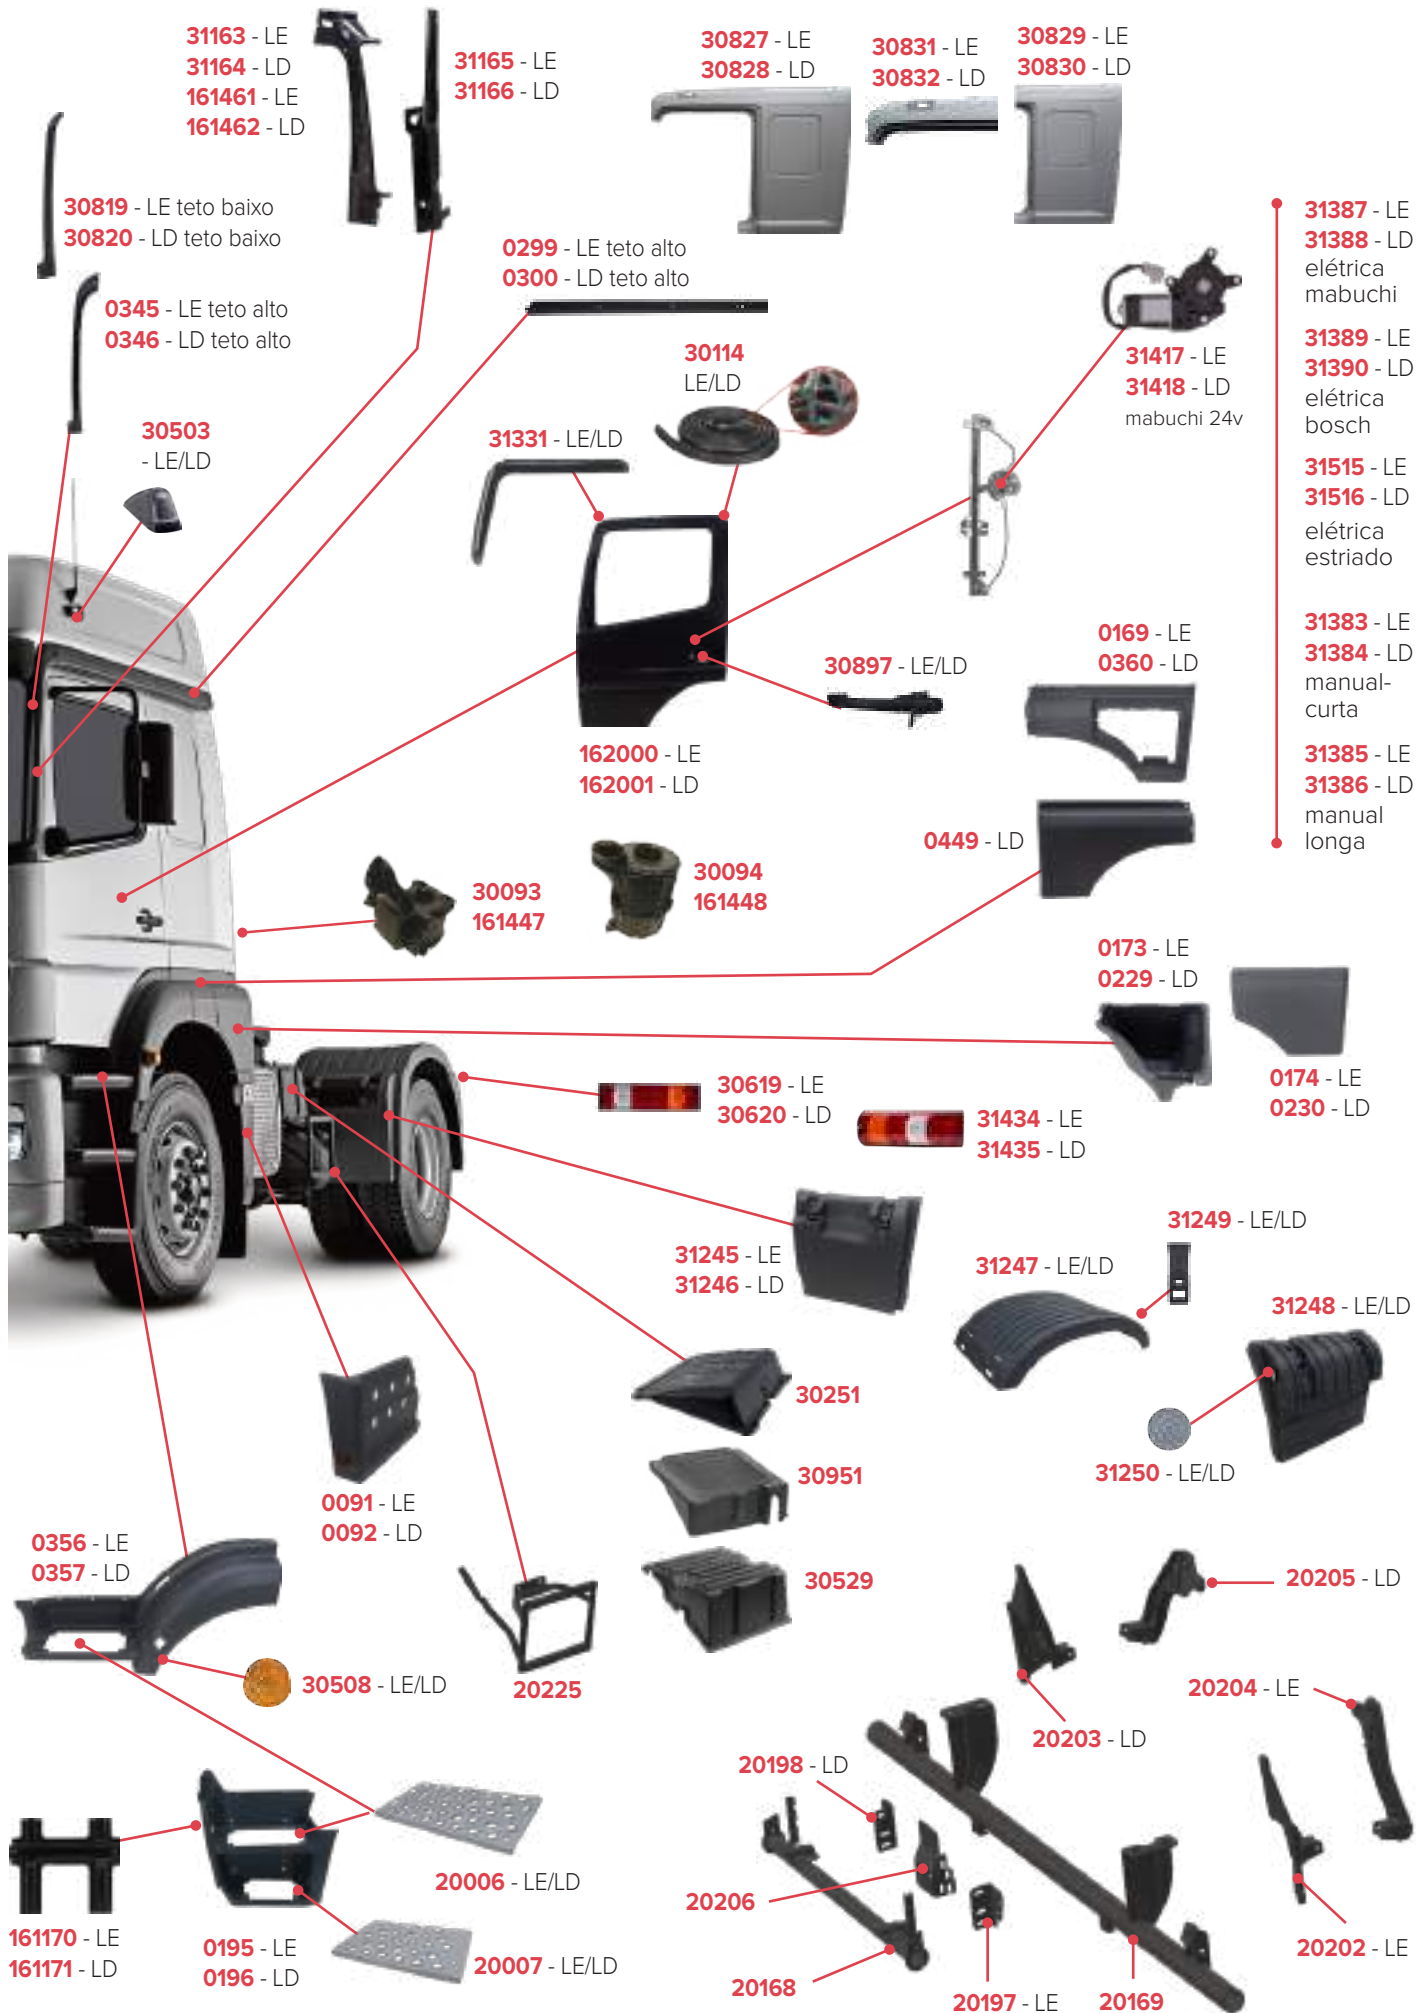 31163 - LE
31164 - LD
161461 - LE
161462 - LD
31165 - LE
31166 - LD
30827 - LE
30828 - LD
30831 - LE
30832 - LD
30829 - LE
30830 - LD
30819 - LE teto baixo
30820 - LD teto baixo
0299 - LE teto alto
0300 - LD teto alto
0345 - LE teto alto
0346 - LD teto alto
30114
LE/LD
31417 - LE
31418 - LD
mabuchi 24v
31387 - LE
31388 - LD
elétrica
mabuchi
31389 - LE
31390 - LD
elétrica
bosch
31515 - LE
31516 - LD
elétrica
estriado
31383 - LE
31384 - LD
manual-
curta
31385 - LE
31386 - LD
manual
longa
30503
- LE/LD
31331 - LE/LD
30897 - LE/LD
0169 - LE
0360 - LD
162000 - LE
162001 - LD
0449 - LD
30093
161447
30094
161448
0173 - LE
0229 - LD
0174 - LE
0230 - LD
30619 - LE
30620 - LD
31434 - LE
31435 - LD
31245 - LE
31246 - LD
31249 - LE/LD
31247 - LE/LD
31248 - LE/LD
31250 - LE/LD
30251
30951
30529
0091 - LE
0092 - LD
0356 - LE
0357 - LD
30508 - LE/LD
20225
20205 - LD
20203 - LD
20204 - LE
20198 - LD
20206
20168
20197 - LE
20169
20202 - LE
20006 - LE/LD
20007 - LE/LD
161170 - LE
161171 - LD
0195 - LE
0196 - LD